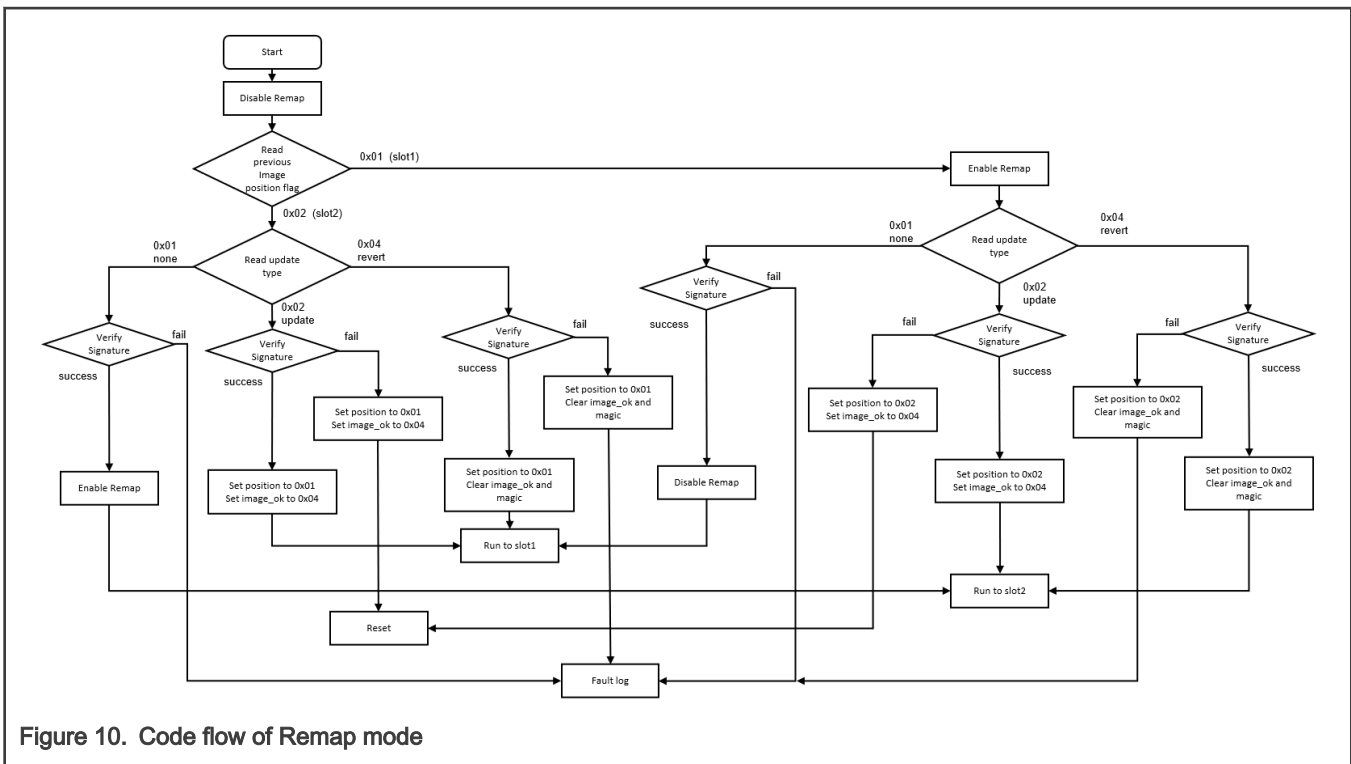 Start
Disable Remap
Read
previous
Image
position flag
0x01 (slot1)
Enable Remap
0x02 (slot2)
0x01
none
Read update
type
0x04
revert
0x01
none
Read update
type
0x04
revert
0x02
update
0x02
update
Verify
Signature
fail
success
Verify
Signature
fail
success
Verify
Signature
fail
success
Verify
Signature
fail
success
Verify
Signature
fail
success
Verify
Signature
fail
success
Set position to 0x01
Set image_ok to 0x04
Set position to 0x01
Clear image_ok and
magic
Set position to 0x02
Set image_ok to 0x04
Set position to 0x02
Clear image_ok and
magic
Enable Remap
Set position to 0x01
Set image_ok to 0x04
Set position to 0x01
Clear image_ok and
magic
Disable Remap
Set position to 0x02
Set image_ok to 0x04
Set position to 0x02
Clear image_ok and
magic
Run to slot1
Run to slot2
Reset
Fault log
Figure 10. Code flow of Remap mode